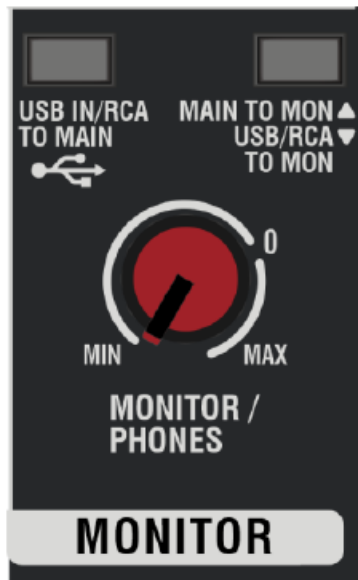 USB IN/RCA
TO MAIN
MAIN TO MON ▲
USB/RCA ▼
TO MON
0
MIN
MAX
MONITOR /
PHONES
MONITOR